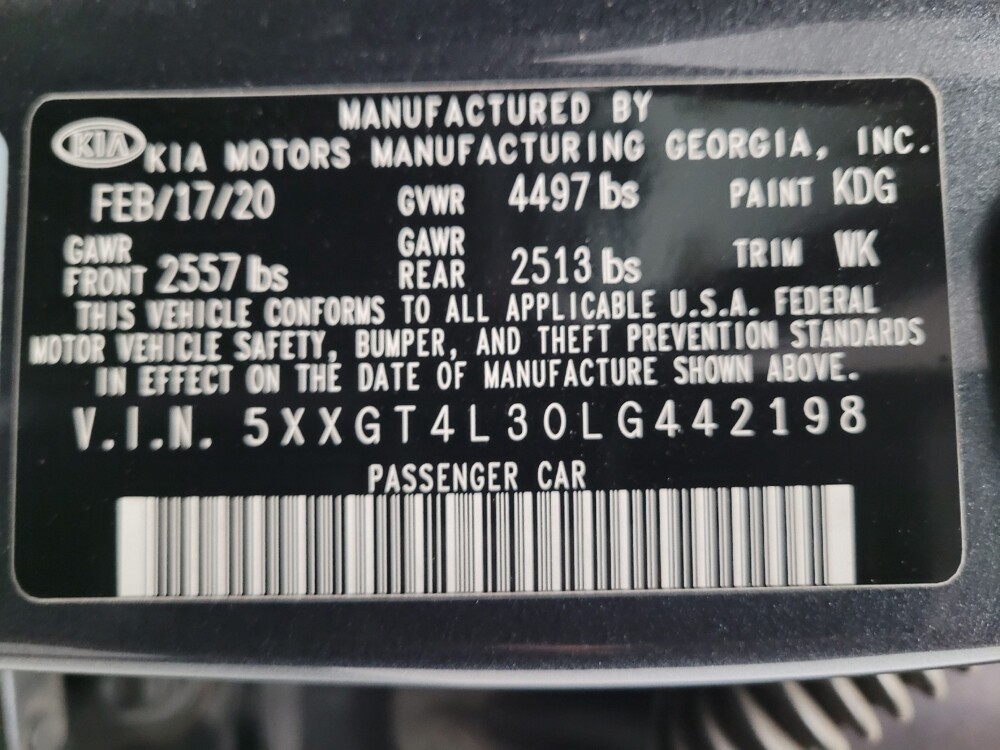 MANUFACTURED BY
KIA KIA MOTORS MANUFACTURING GEORGIA, INC.
FEB/17/20 GVWR 4497 lbs PAINT KDG
GAWR FRONT 2557 lbs GAWR REAR 2513 lbs TRIM WK
THIS VEHICLE CONFORMS TO ALL APPLICABLE U.S.A. FEDERAL
MOTOR VEHICLE SAFETY, BUMPER, AND THEFT PREVENTION STANDARDS
IN EFFECT ON THE DATE OF MANUFACTURE SHOWN ABOVE.
V.I.N. 5XXGT4L30LG442198
PASSENGER CAR